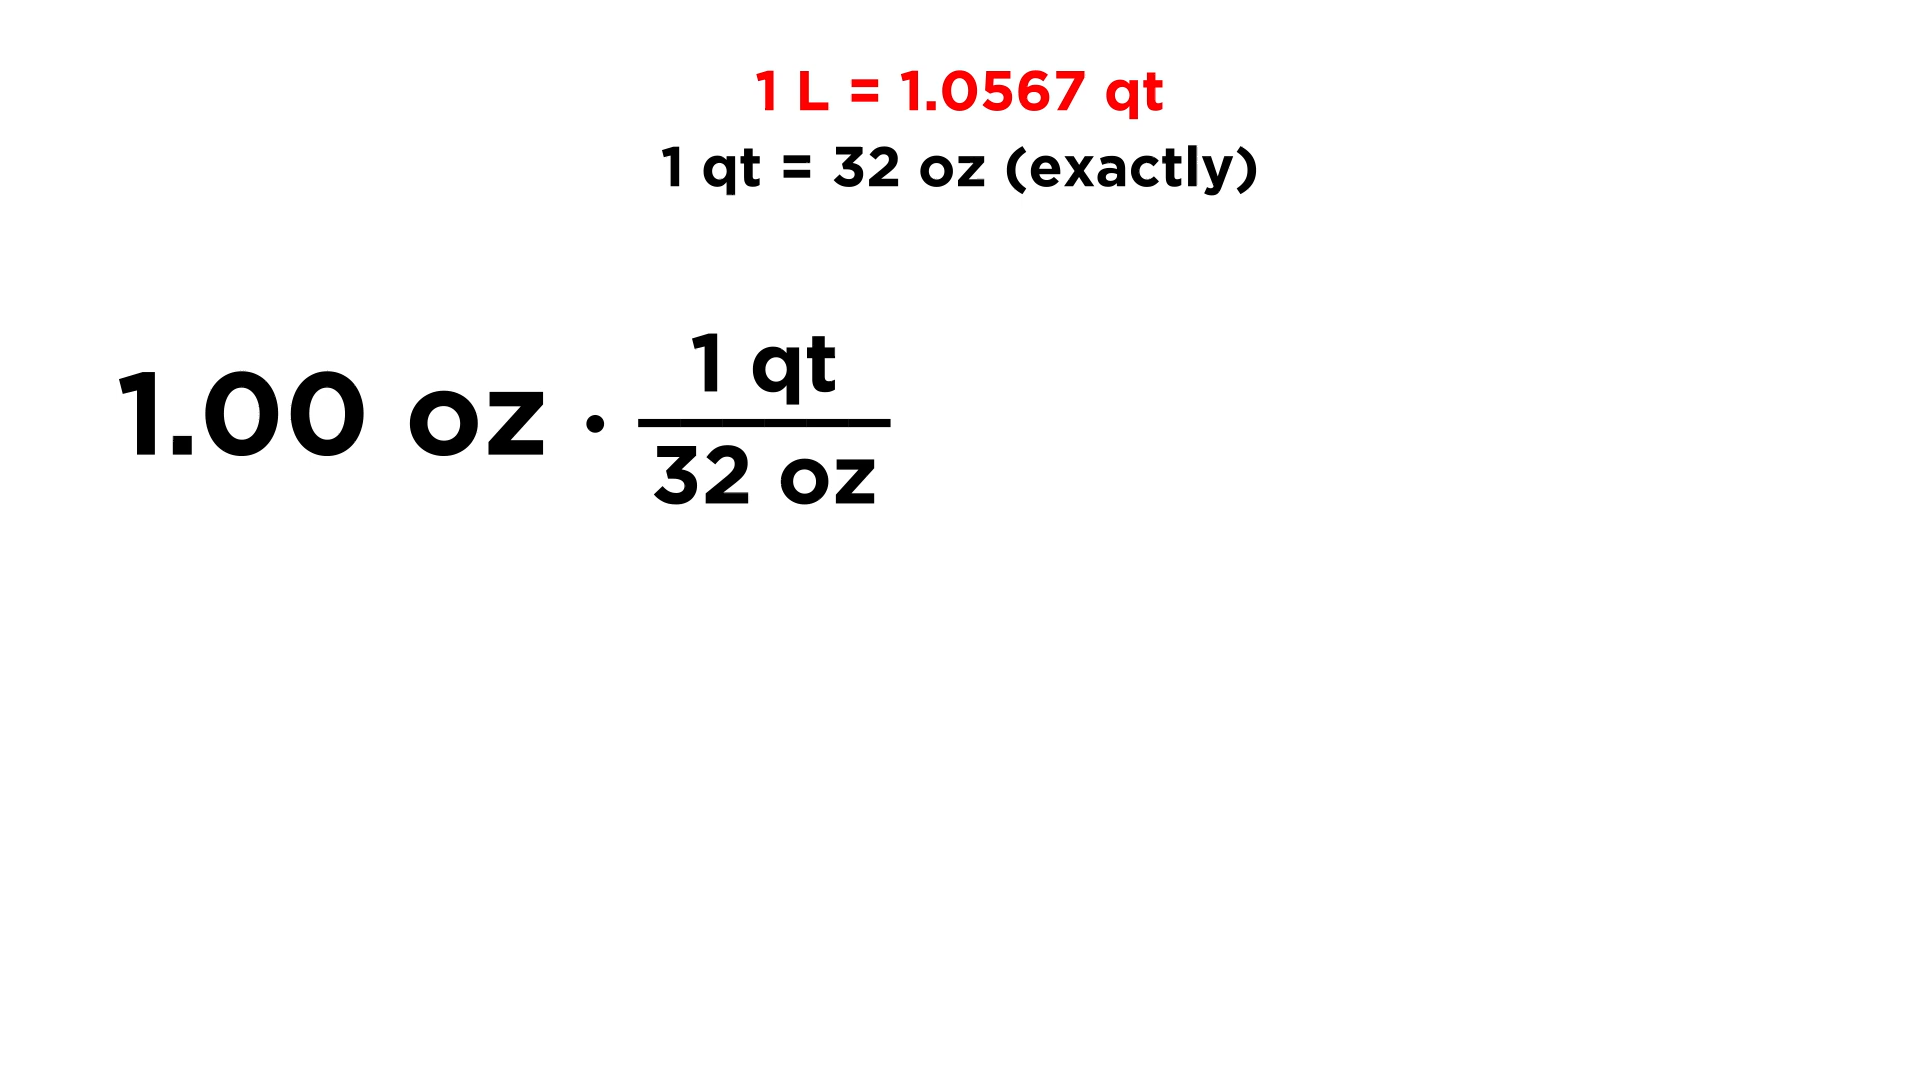 1 L = 1.0567 qt
1 qt = 32 oz (exactly)
1 qt
1.00 oz ·
32 oz